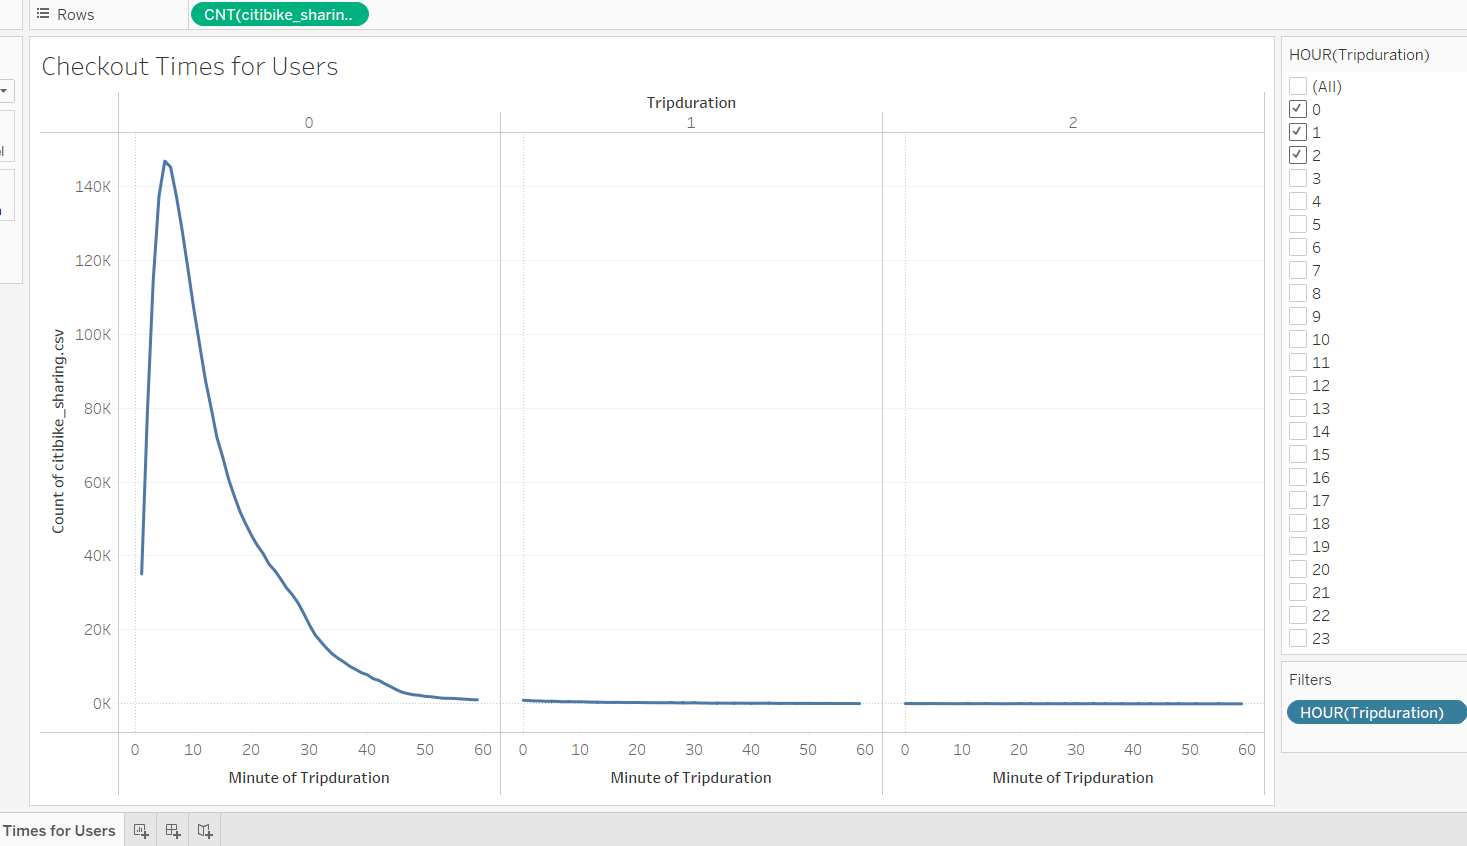 Rows
CNT(citibike_sharin..
Checkout Times for Users
Tripduration
0 1 2
140K
120K
100K
80K
60K
40K
20K
0K
Count of citibike_sharing.csv
0 10 20 30 40 50 60 0 10 20 30 40 50 60 0 10 20 30 40 50 60
Minute of Tripduration Minute of Tripduration Minute of Tripduration
HOUR(Tripduration)
(All)
0
1
2
3
4
5
6
7
8
9
10
11
12
13
14
15
16
17
18
19
20
21
22
23
Filters
HOUR(Tripduration)
Times for Users